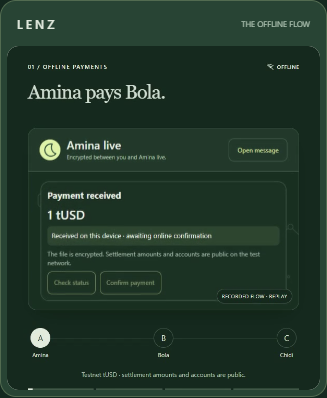 LENZ
THE OFFLINE FLOW
01 / OFFLINE PAYMENTS
OFFLINE
Amina pays Bola.
Amina live
Encrypted between you and Amina live.
Open message
Payment received
1 tUSD
Received on this device · awaiting online confirmation
The file is encrypted. Settlement amounts and accounts are public on the test
network.
Check status
Confirm payment
RECORDED FLOW · REPLAY
A
B
C
Amina
Bola
Chidi
Testnet tUSD · settlement amounts and accounts are public.